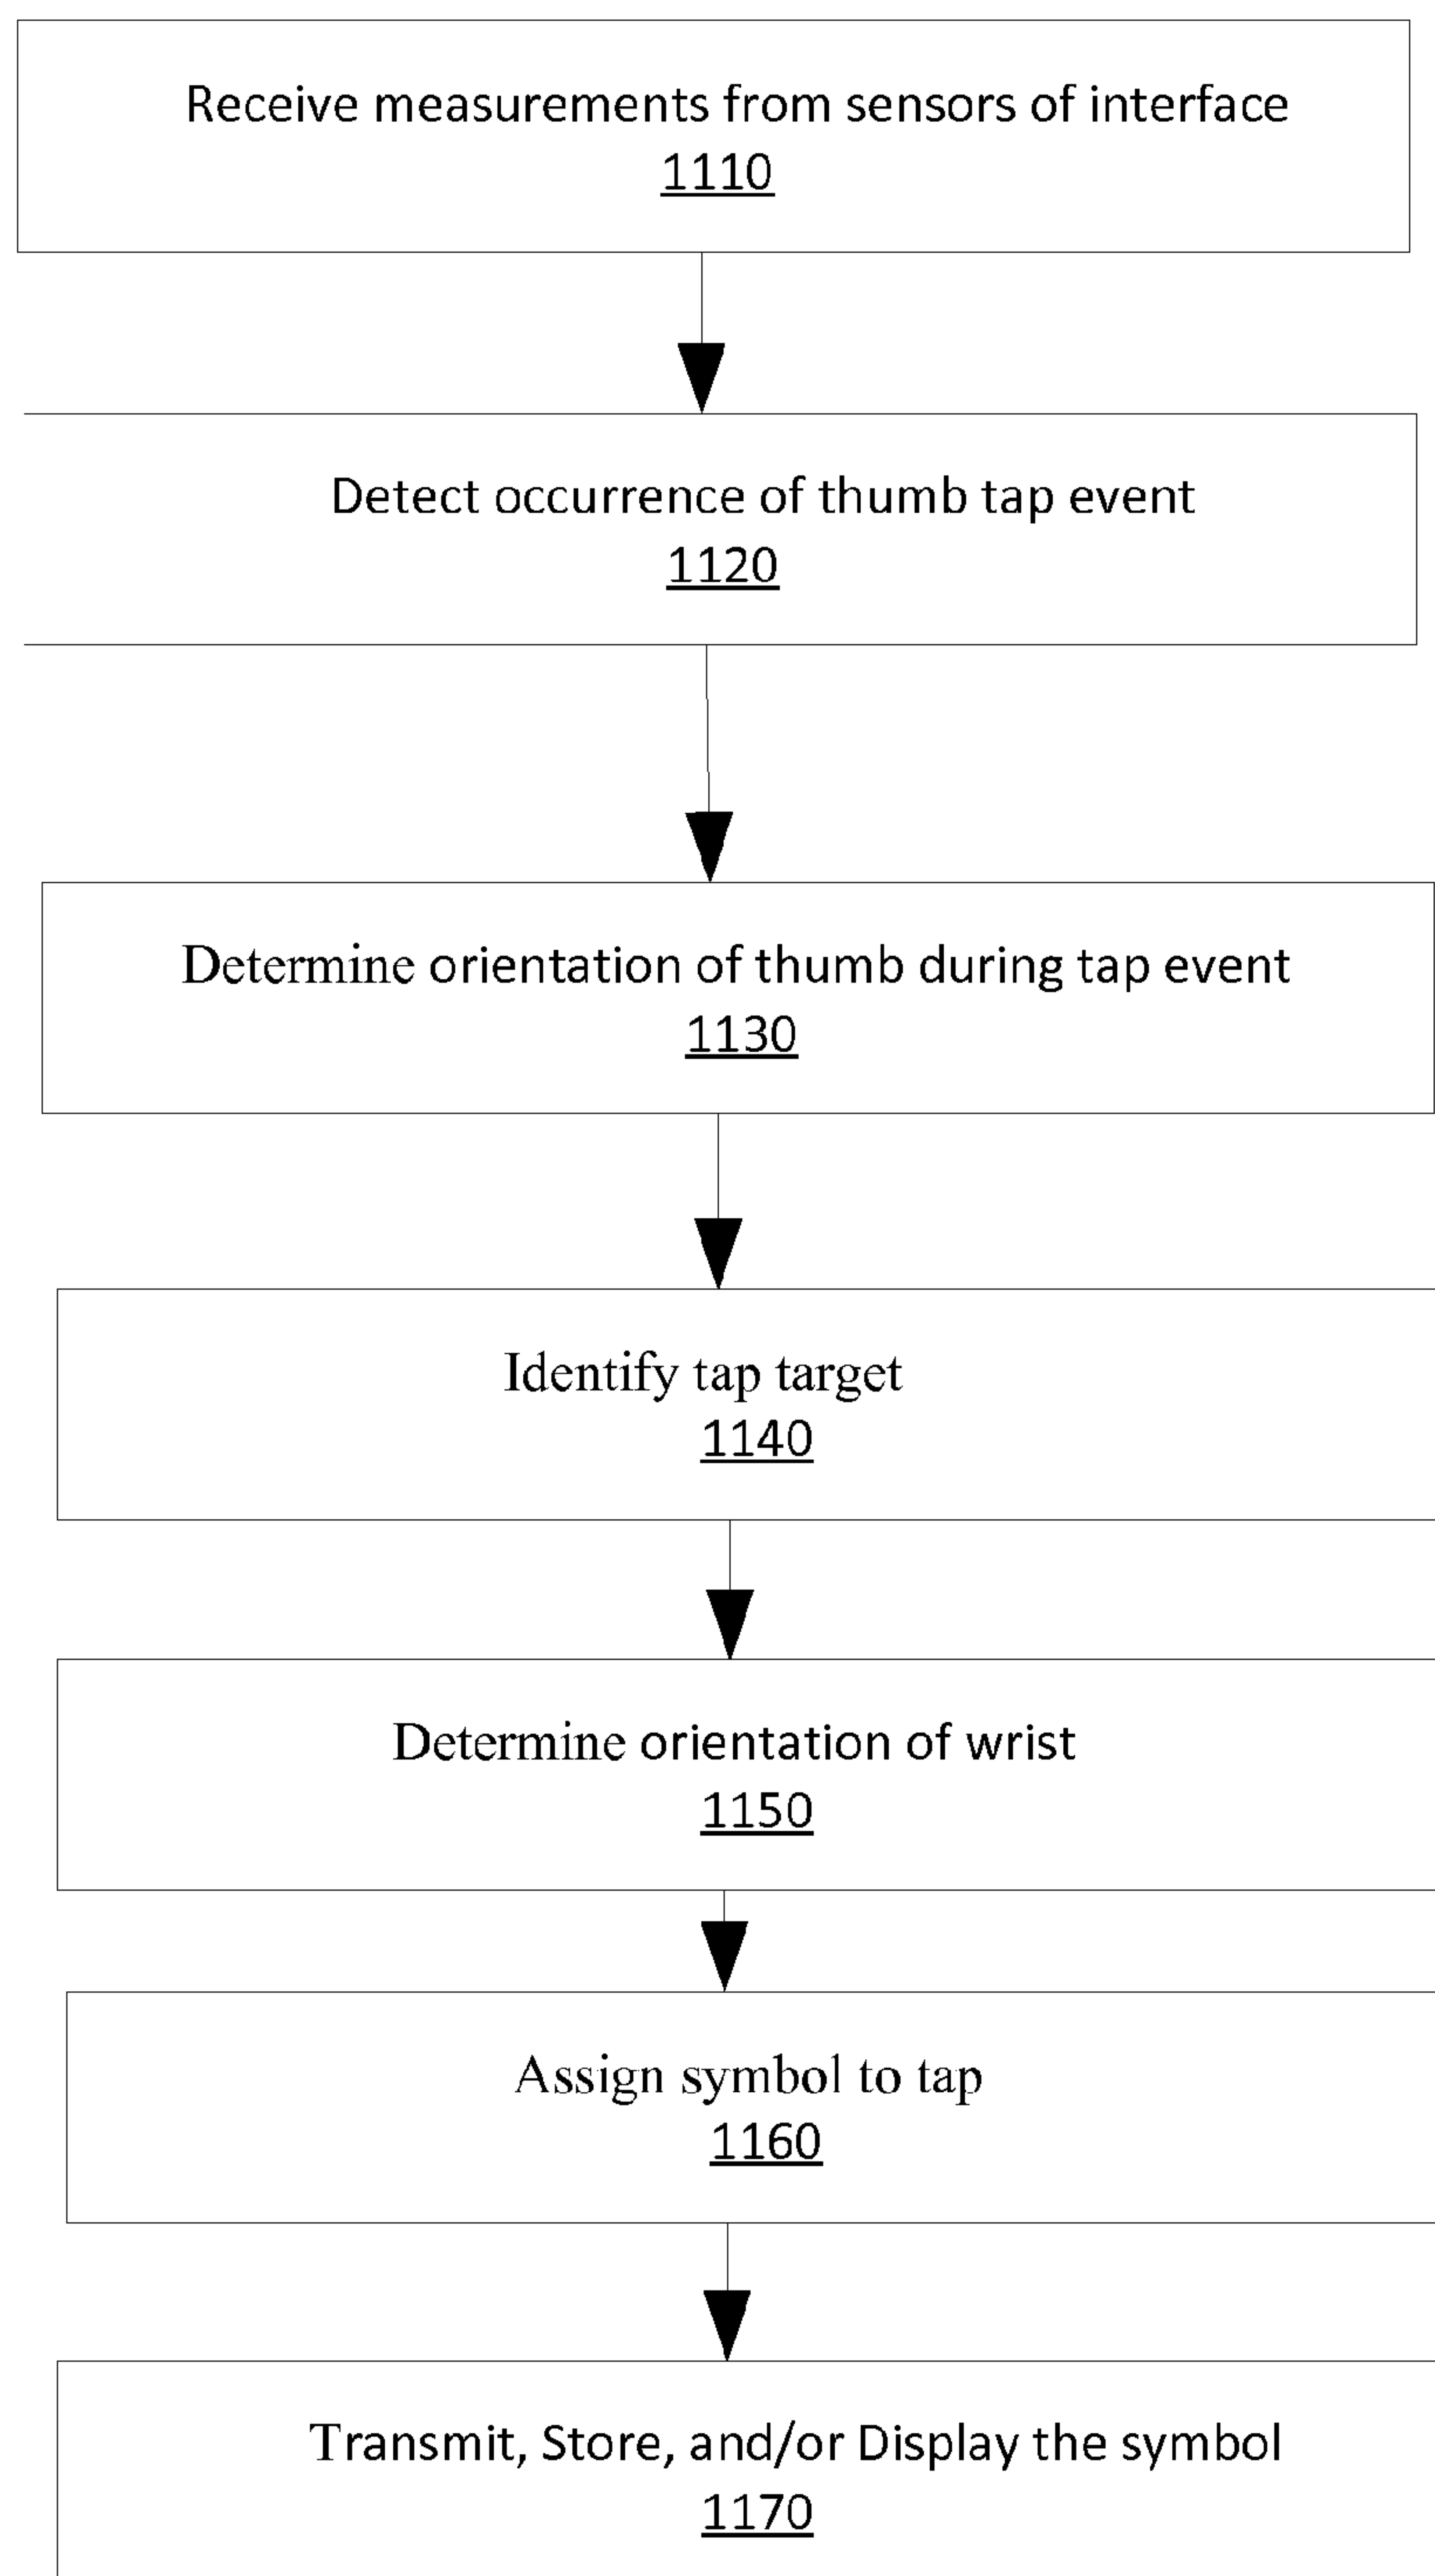 Receive measurements from sensors of interface
1110
Detect occurrence of thumb tap event
1120
Determine orientation of thumb during tap event
1130
Identify tap target
1140
Determine orientation of wrist
1150
Assign symbol to tap
1160
Transmit, Store, and/or Display the symbol
1170